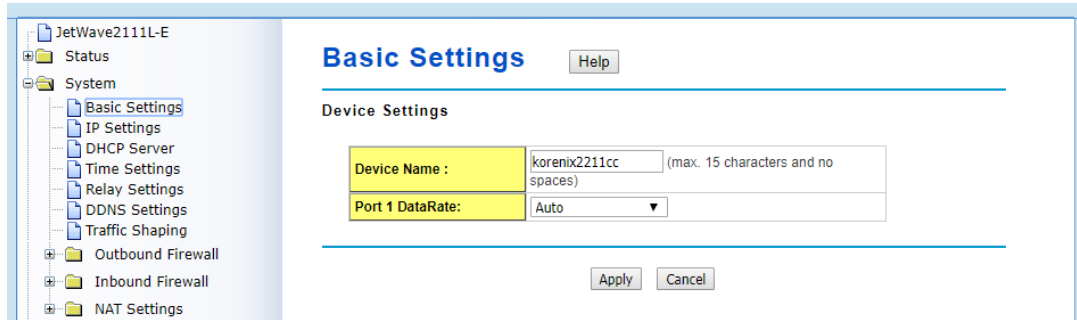 JetWave2111L-E
Status
System
Basic Settings
IP Settings
DHCP Server
Time Settings
Relay Settings
DDNS Settings
Traffic Shaping
Outbound Firewall
Inbound Firewall
NAT Settings
Basic Settings Help
Device Settings
Device Name : korenix2211cc (max. 15 characters and no
spaces)
Port 1 DataRate: Auto
Apply Cancel